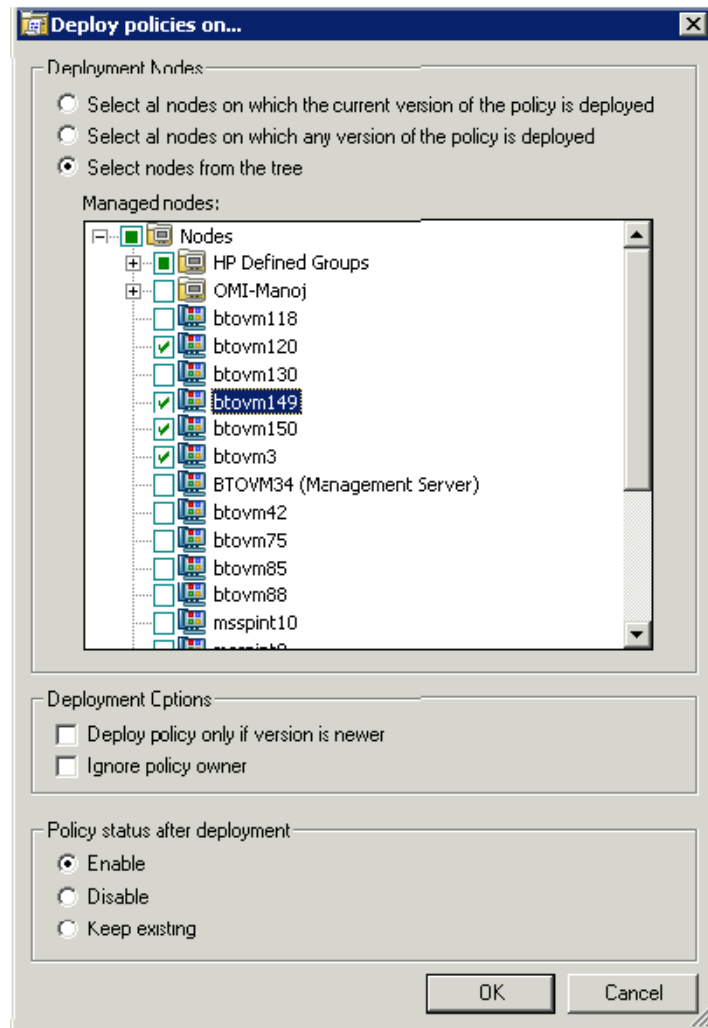 Deploy policies on...
Deployment Nodes
Select al nodes on which the current version of the policy is deployed
Select al nodes on which any version of the policy is deployed
Select nodes from the tree
Managed nodes:
Nodes
HP Defined Groups
OMI-Manoj
btovm118
btovm120
btovm130
btovm149
btovm150
btovm3
BTOVM34 (Management Server)
btovm42
btovm75
btovm85
btovm88
msspint10
Deployment Options
Deploy policy only if version is newer
Ignore policy owner
Policy status after deployment
Enable
Disable
Keep existing
OK Cancel